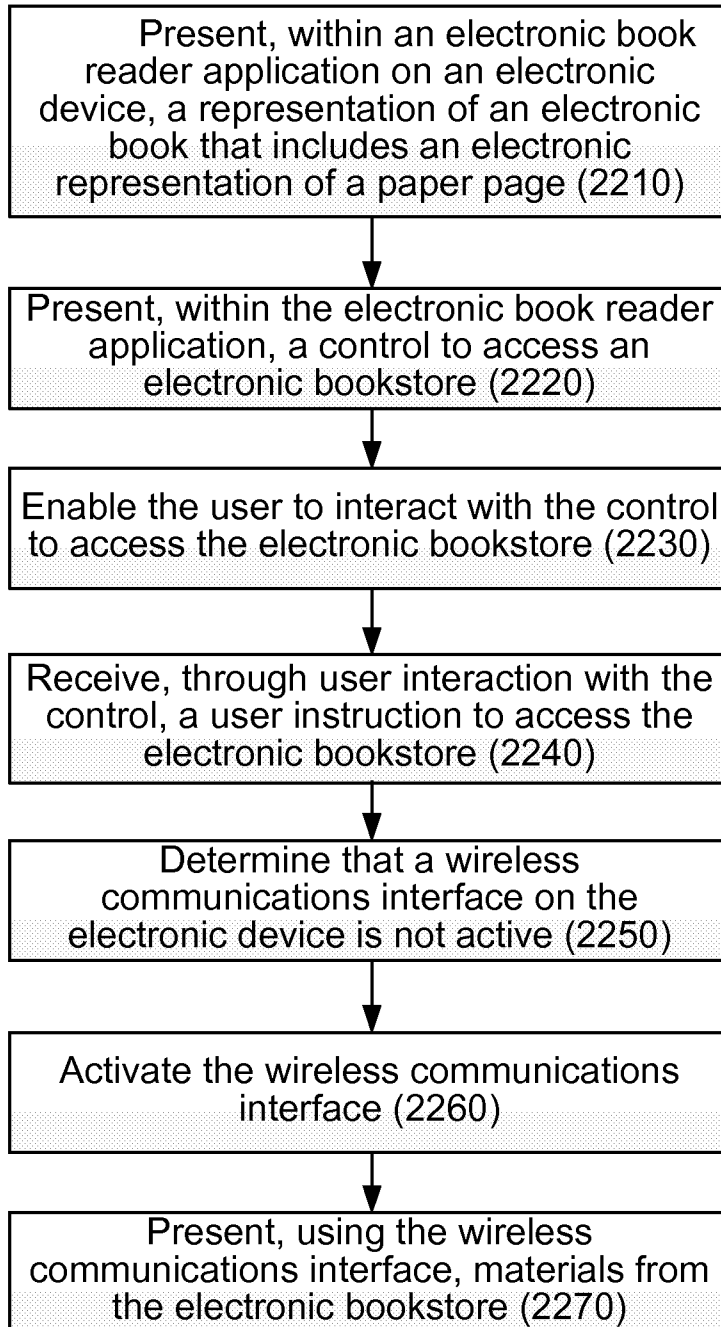 Present, within an electronic book
reader application on an electronic
device, a representation of an electronic
book that includes an electronic
representation of a paper page (2210)
Present, within the electronic book reader
application, a control to access an
electronic bookstore (2220)
Enable the user to interact with the control
to access the electronic bookstore (2230)
Receive, through user interaction with the
control, a user instruction to access the
electronic bookstore (2240)
Determine that a wireless
communications interface on the
electronic device is not active (2250)
Activate the wireless communications
interface (2260)
Present, using the wireless
communications interface, materials from
the electronic bookstore (2270)